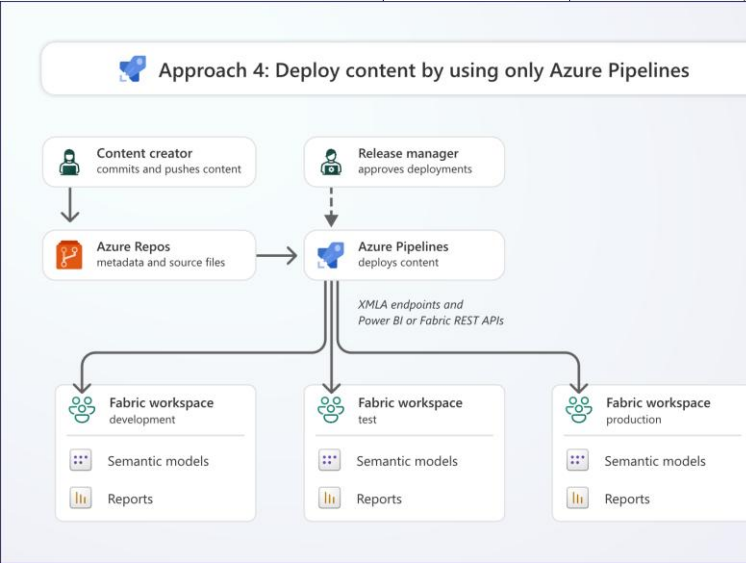 Approach 4: Deploy content by using only Azure Pipelines
Content creator
commits and pushes content
Release manager
approves deployments
Azure Repos
metadata and source files
Azure Pipelines
deploys content
XMLA endpoints and
Power BI or Fabric REST APIs
Fabric workspace
development
Semantic models
Reports
Fabric workspace
test
Semantic models
Reports
Fabric workspace
production
Semantic models
Reports